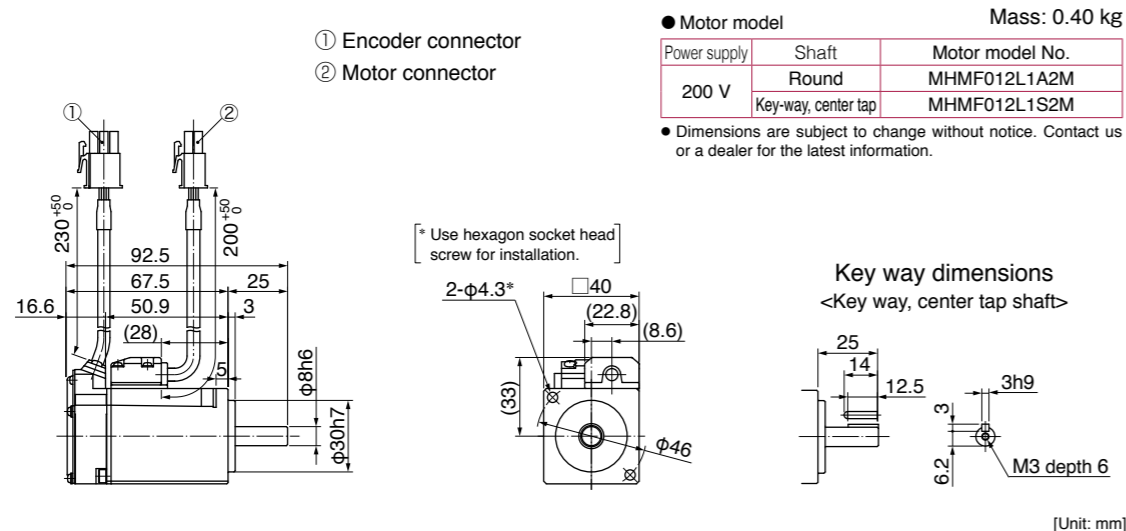 ① Encoder connector
② Motor connector
● Motor model
Mass: 0.40 kg
Power supply Shaft Motor model No.
200 V Round MHMF012L1A2M
Key-way, center tap MHMF012L1S2M
● Dimensions are subject to change without notice. Contact us
or a dealer for the latest information.
①
②
230 +50 0
200 +50 0
92.5
67.5 25
16.6 50.9 3
(28)
5
φ8h6
φ30h7
[* Use hexagon socket head
screw for installation.]
2-φ4.3*
□40
(22.8)
(8.6)
(33)
φ46
Key way dimensions
<Key way, center tap shaft>
25
14
12.5
3h9
3
6.2
M3 depth 6
[Unit: mm]